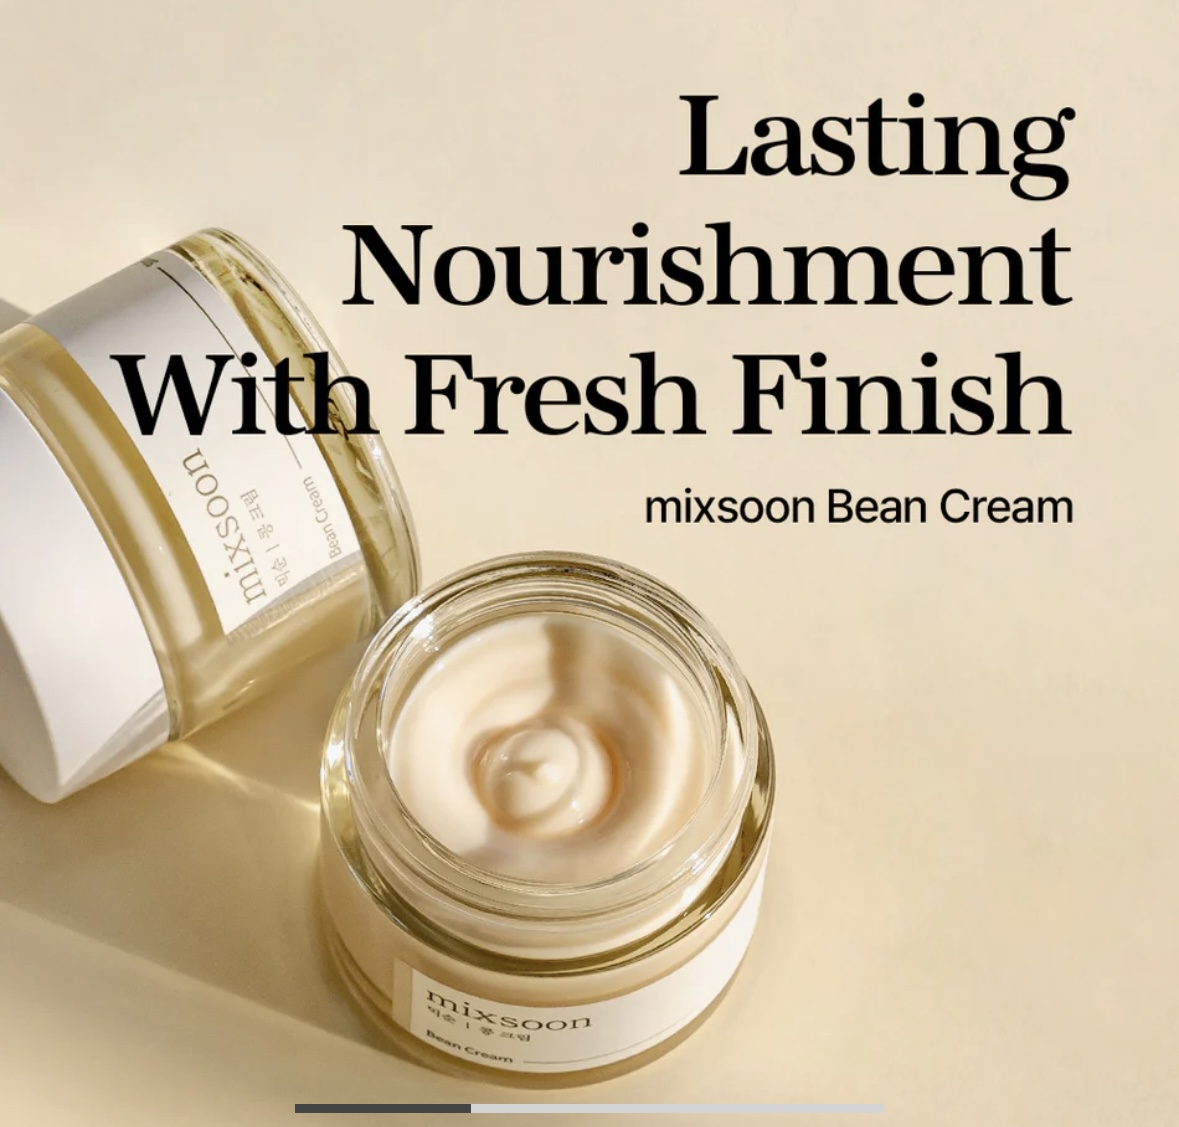 Lasting
Nourishment
With Fresh Finish
mixsoon Bean Cream
mixsoon
믹순 | 콩 크림
Bean Cream
mixsoon
믹순 | 콩 크림
Bean Cream